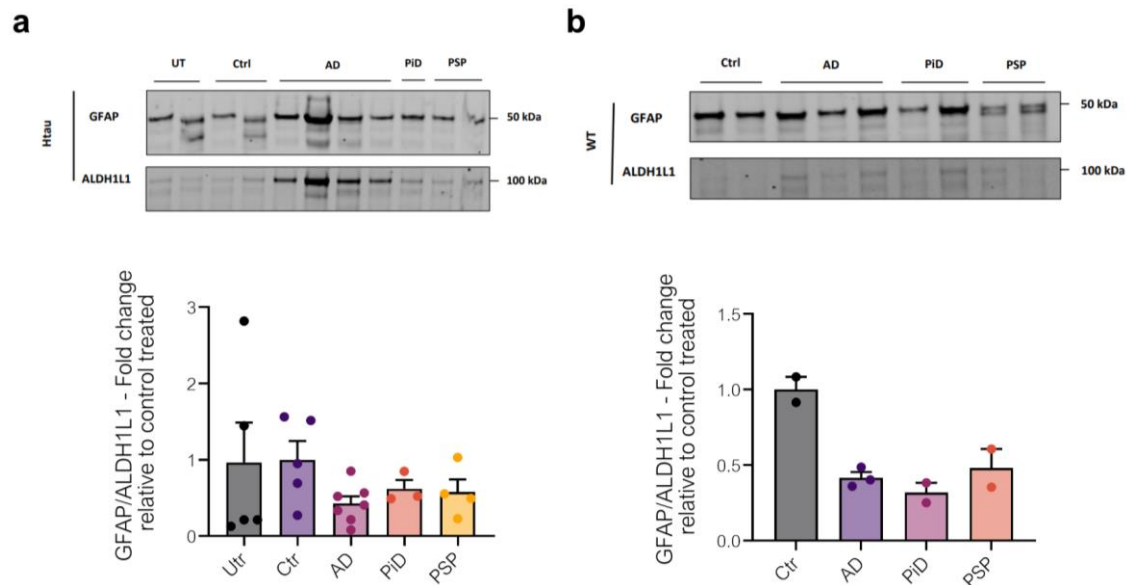 a
UT Ctrl AD PiD PSP
Htau
GFAP
50 kDa
ALDH1L1
100 kDa
GFAP/ALDH1L1 - Fold change
relative to control treated
3
2
1
0
Utr Ctr AD PiD PSP
b
Ctrl AD PiD PSP
WT
GFAP
50 kDa
ALDH1L1
100 kDa
GFAP/ALDH1L1 - Fold change
relative to control treated
1.5
1.0
0.5
0.0
Ctr AD PiD PSP